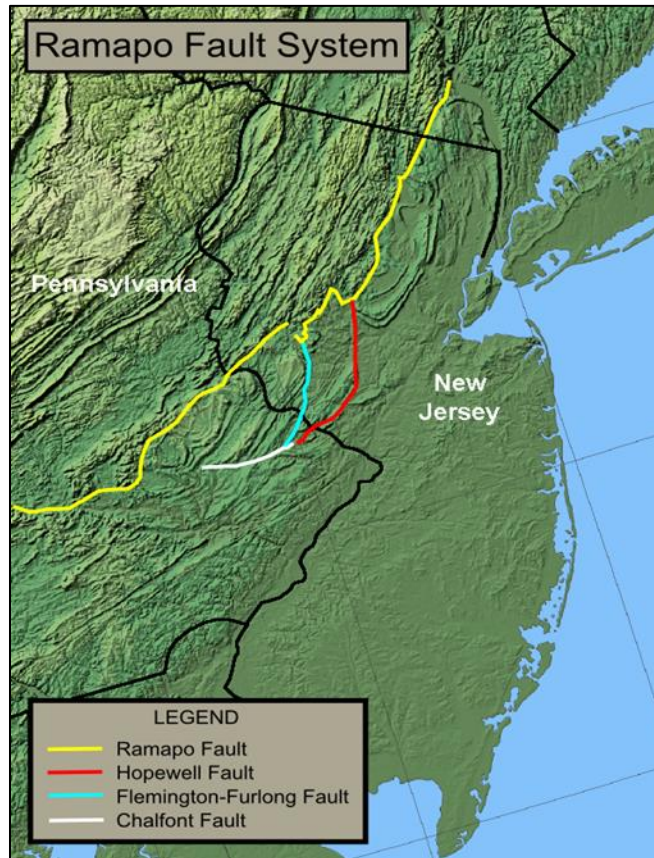 Ramapo Fault System
Pennsylvania
New
Jersey
LEGEND
Ramapo Fault
Hopewell Fault
Flemington-Furlong Fault
Chalfont Fault